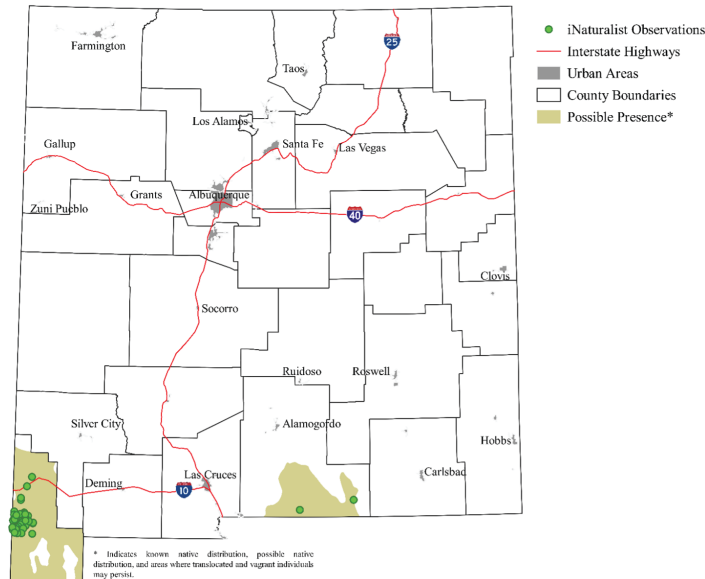 Farmington
25
Taos
Los Alamos
Santa Fe
Las Vegas
Gallup
Grants
Albuquerque
Zuni Pueblo
40
Clovis
Socorro
Ruidoso
Roswell
Silver City
Alamogordo
Hobbs
Deming
10
Las Cruces
Carlsbad
iNaturalist Observations
Interstate Highways
Urban Areas
County Boundaries
Possible Presence*
* Indicates known native distribution, possible native
distribution, and areas where translocated and vagrant individuals
may persist.